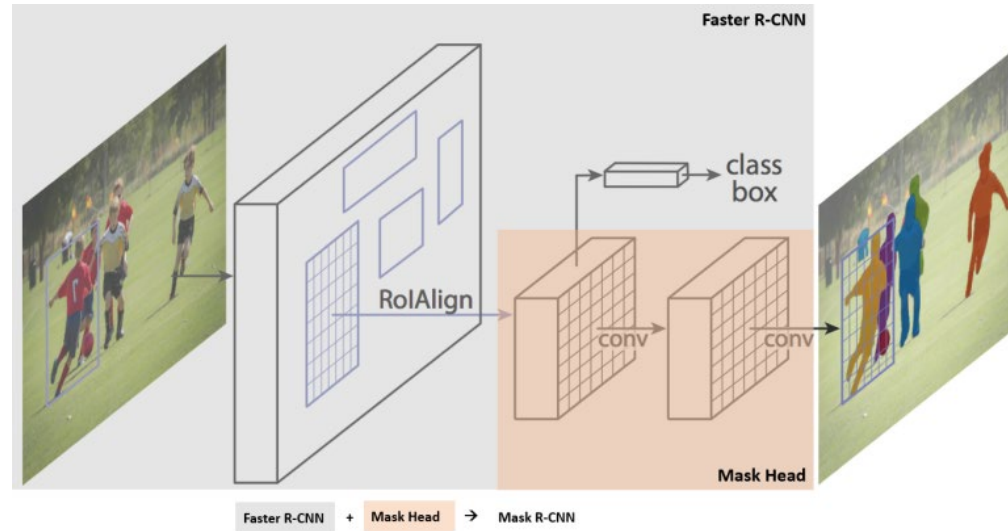 Faster R-CNN
class
box
RoIAlign
conv
conv
Mask Head
Faster R-CNN + Mask Head → Mask R-CNN